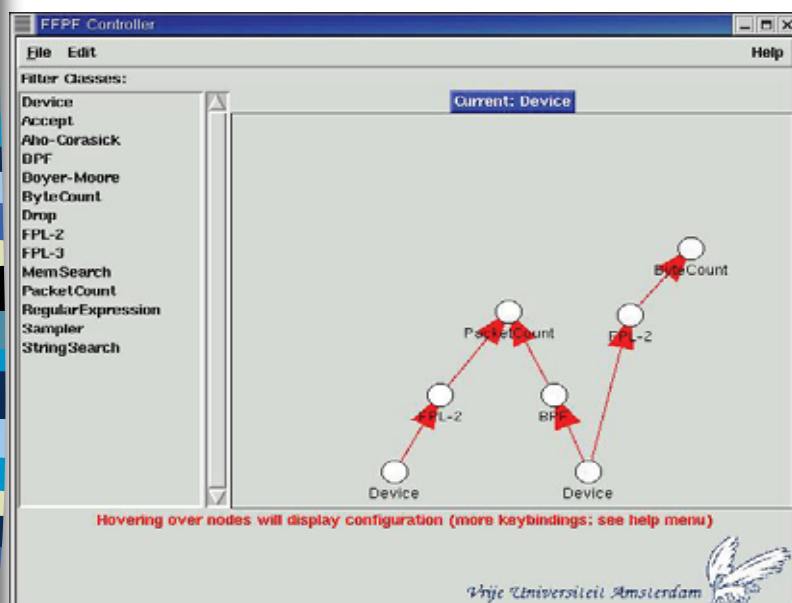 FFPF Controller
File Edit Help
Filter Classes:
Device
Accept
Aho-Corasick
BPF
Boyer-Moore
ByteCount
Drop
FPL-2
FPL-3
MemSearch
PacketCount
RegularExpression
Sampler
StringSearch
Current: Device
ByteCount
PacketCount
FPL-2
FPL-2
BPF
Device
Device
Hovering over nodes will display configuration (more keybindings: see help menu)
Vrije Universiteit Amsterdam